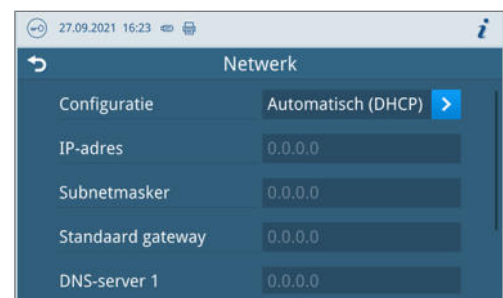 27.09.2021 16:23
i
Netwerk
Configuratie Automatisch (DHCP)
IP-adres 0.0.0.0
Subnetmasker 0.0.0.0
Standaard gateway 0.0.0.0
DNS-server 1 0.0.0.0